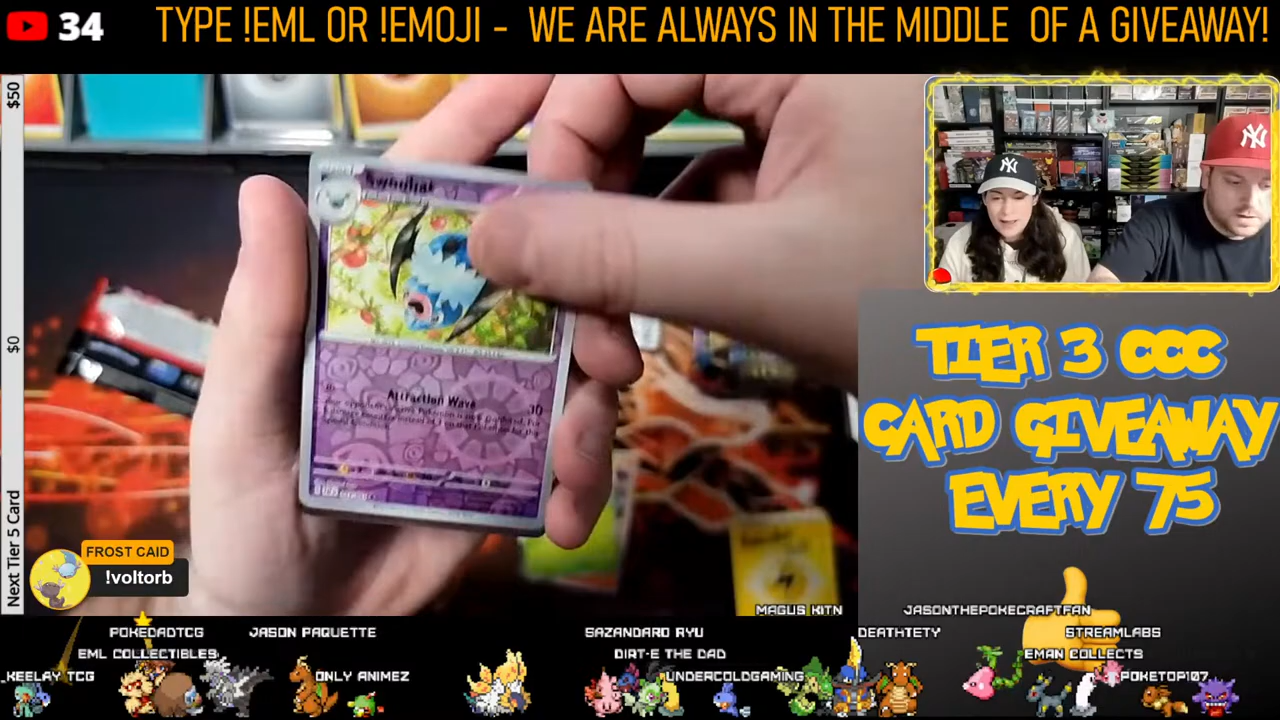 34
TYPE !EML OR !EMOJI - WE ARE ALWAYS IN THE MIDDLE OF A GIVEAWAY!
$50
$0
Next Tier 5 Card
Attraction Wave
30
TIER 3 CCC
CARD GIVEAWAY
EVERY 75
FROST CAID
!voltorb
MAGUS KITN
JASONTHEPOKECRAFTFAN
POKEDADTCG
JASON PAQUETTE
SAZANDARD RYU
DEATHTETY
STREAMLABS
EML COLLECTIBLES
DIRT-E THE DAD
EMAN COLLECTS
KEELAY TCG
ONLY ANIMEZ
UNDERCOLDGAMING
POKETOP107